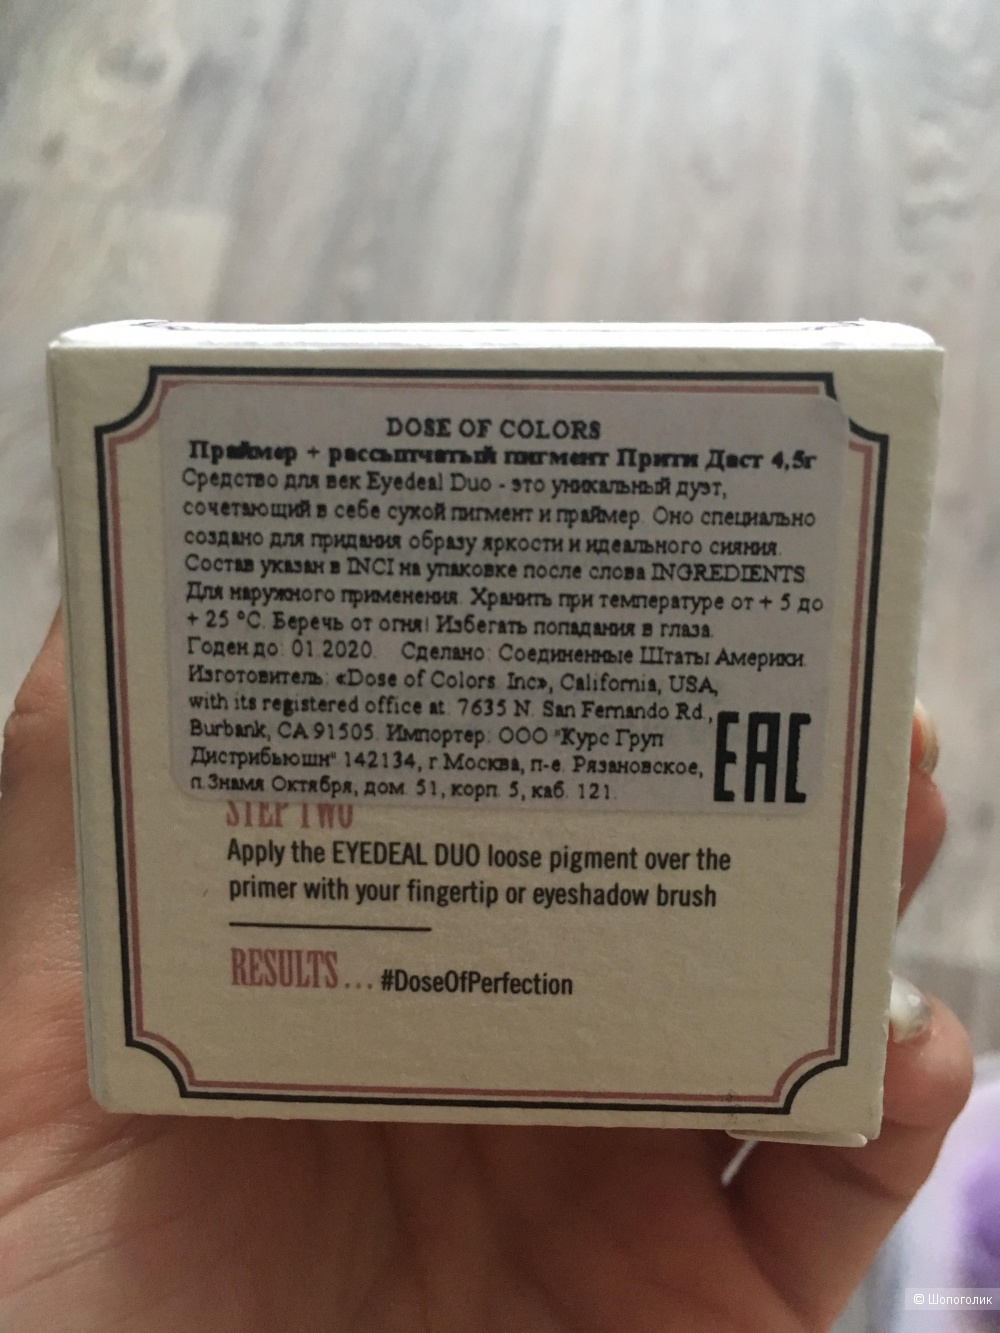 DOSE OF COLORS
Праймер + рассыпчатый пигмент Прити Даст 4,5г
Средство для век Eyedeal Duo - это уникальный дуэт,
сочетающий в себе сухой пигмент и праймер. Оно специально
создано для придания образу яркости и идеального сияния.
Состав указан в INCI на упаковке после слова INGREDIENTS.
Для наружного применения. Хранить при температуре от + 5 до
+ 25 °C. Беречь от огня! Избегать попадания в глаза.
Годен до: 01.2020. Сделано: Соединенные Штаты Америки.
Изготовитель: «Dose of Colors. Inc», California, USA,
with its registered office at: 7635 N. San Fernando Rd.,
Burbank, CA 91505. Импортер: ООО "Курс Груп
Дистрибьюшн" 142134, г.Москва, п-е. Рязановское,
п.Знамя Октября, дом. 51, корп. 5, каб. 121.
EAC
STEP TWO
Apply the EYEDEAL DUO loose pigment over the
primer with your fingertip or eyeshadow brush
RESULTS... #DoseOfPerfection
© Шопоголик